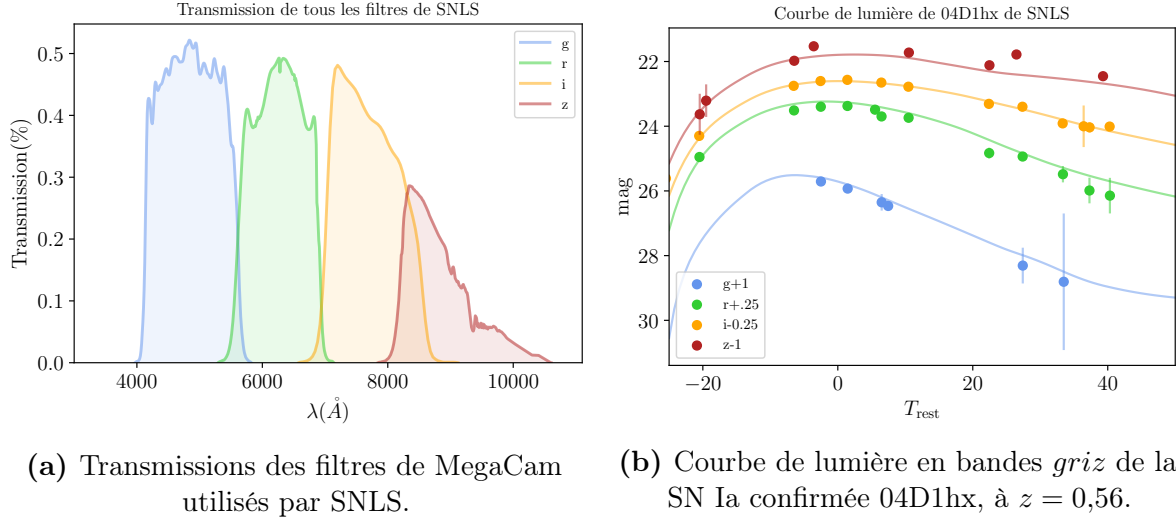 Transmission de tous les filtres de SNLS
Transmission(%)
0.5
0.4
0.3
0.2
0.1
0.0
g
r
i
z
4000
6000
8000
10000
λ(Å)
(a) Transmissions des filtres de MegaCam
utilisés par SNLS.
Courbe de lumière de 04D1hx de SNLS
mag
22
24
26
28
30
g+1
r+.25
i-0.25
z-1
−20
0
20
40
T_rest
(b) Courbe de lumière en bandes griz de la
SN Ia confirmée 04D1hx, à z = 0,56.